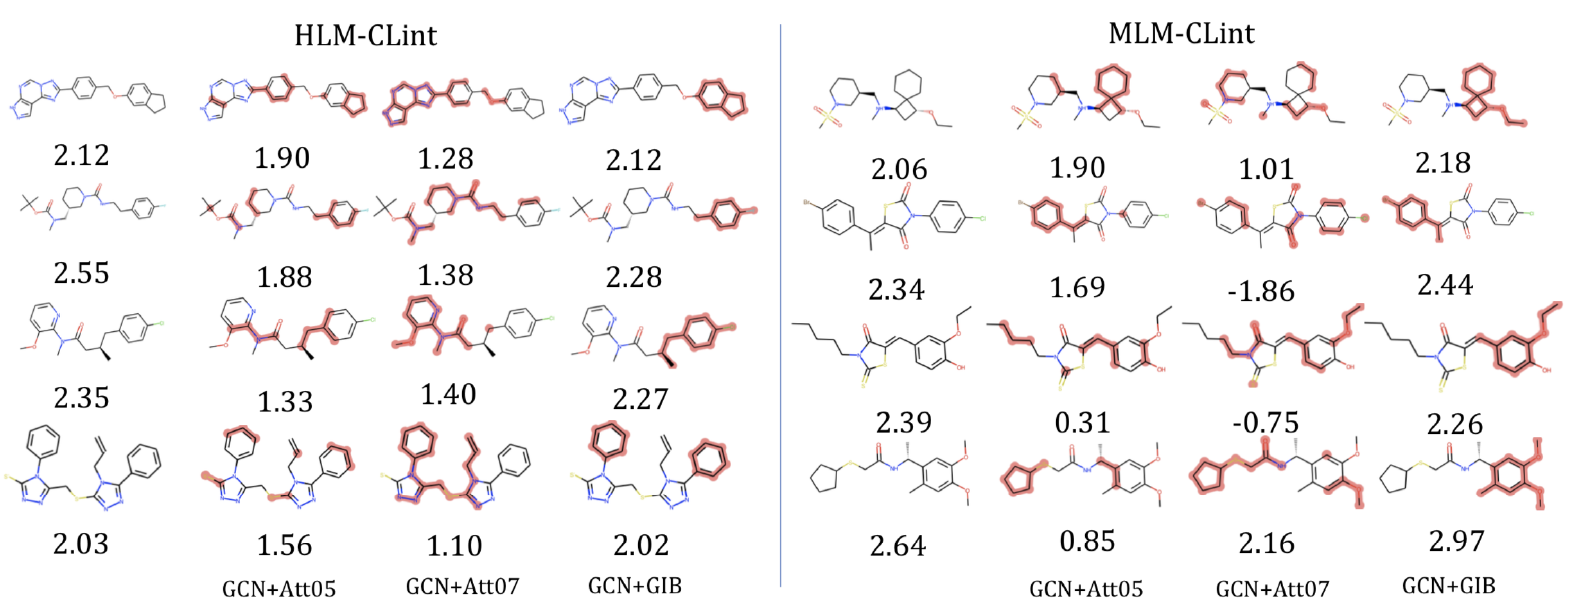 HLM-CLint
MLM-CLint
2.12 1.90 1.28 2.12
2.06 1.90 1.01 2.18
2.55 1.88 1.38 2.28
2.34 1.69 -1.86 2.44
2.35 1.33 1.40 2.27
2.39 0.31 -0.75 2.26
2.03 1.56 1.10 2.02
2.64 0.85 2.16 2.97
GCN+Att05 GCN+Att07 GCN+GIB
GCN+Att05 GCN+Att07 GCN+GIB